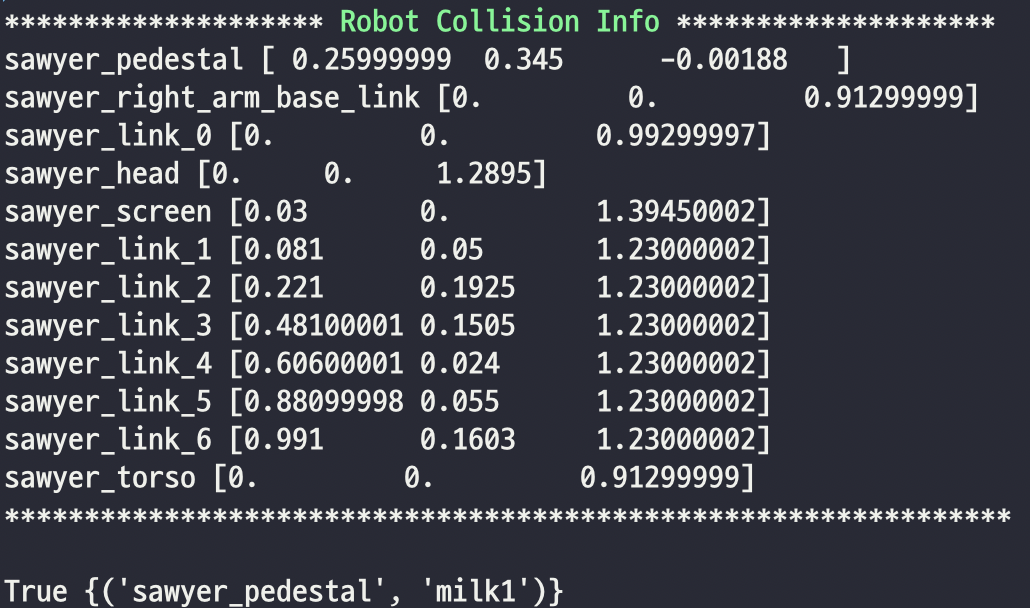 ******************** Robot Collision Info ********************
sawyer_pedestal [ 0.25999999  0.345      -0.00188   ]
sawyer_right_arm_base_link [0.         0.         0.91299999]
sawyer_link_0 [0.         0.         0.99299997]
sawyer_head [0.     0.     1.2895]
sawyer_screen [0.03       0.         1.39450002]
sawyer_link_1 [0.081      0.05       1.23000002]
sawyer_link_2 [0.221      0.1925     1.23000002]
sawyer_link_3 [0.48100001 0.1505     1.23000002]
sawyer_link_4 [0.60600001 0.024      1.23000002]
sawyer_link_5 [0.88099998 0.055      1.23000002]
sawyer_link_6 [0.991      0.1603     1.23000002]
sawyer_torso [0.         0.         0.91299999]
***************************************************************
True {('sawyer_pedestal', 'milk1')}